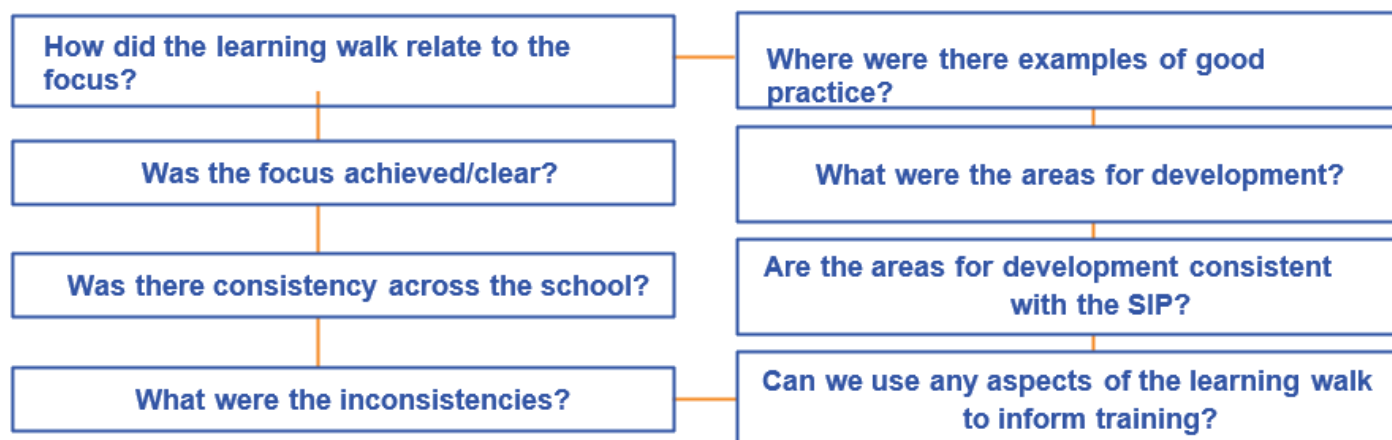 How did the learning walk relate to the
focus?
Was the focus achieved/clear?
Was there consistency across the school?
What were the inconsistencies?
Where were there examples of good
practice?
What were the areas for development?
Are the areas for development consistent
with the SIP?
Can we use any aspects of the learning walk
to inform training?